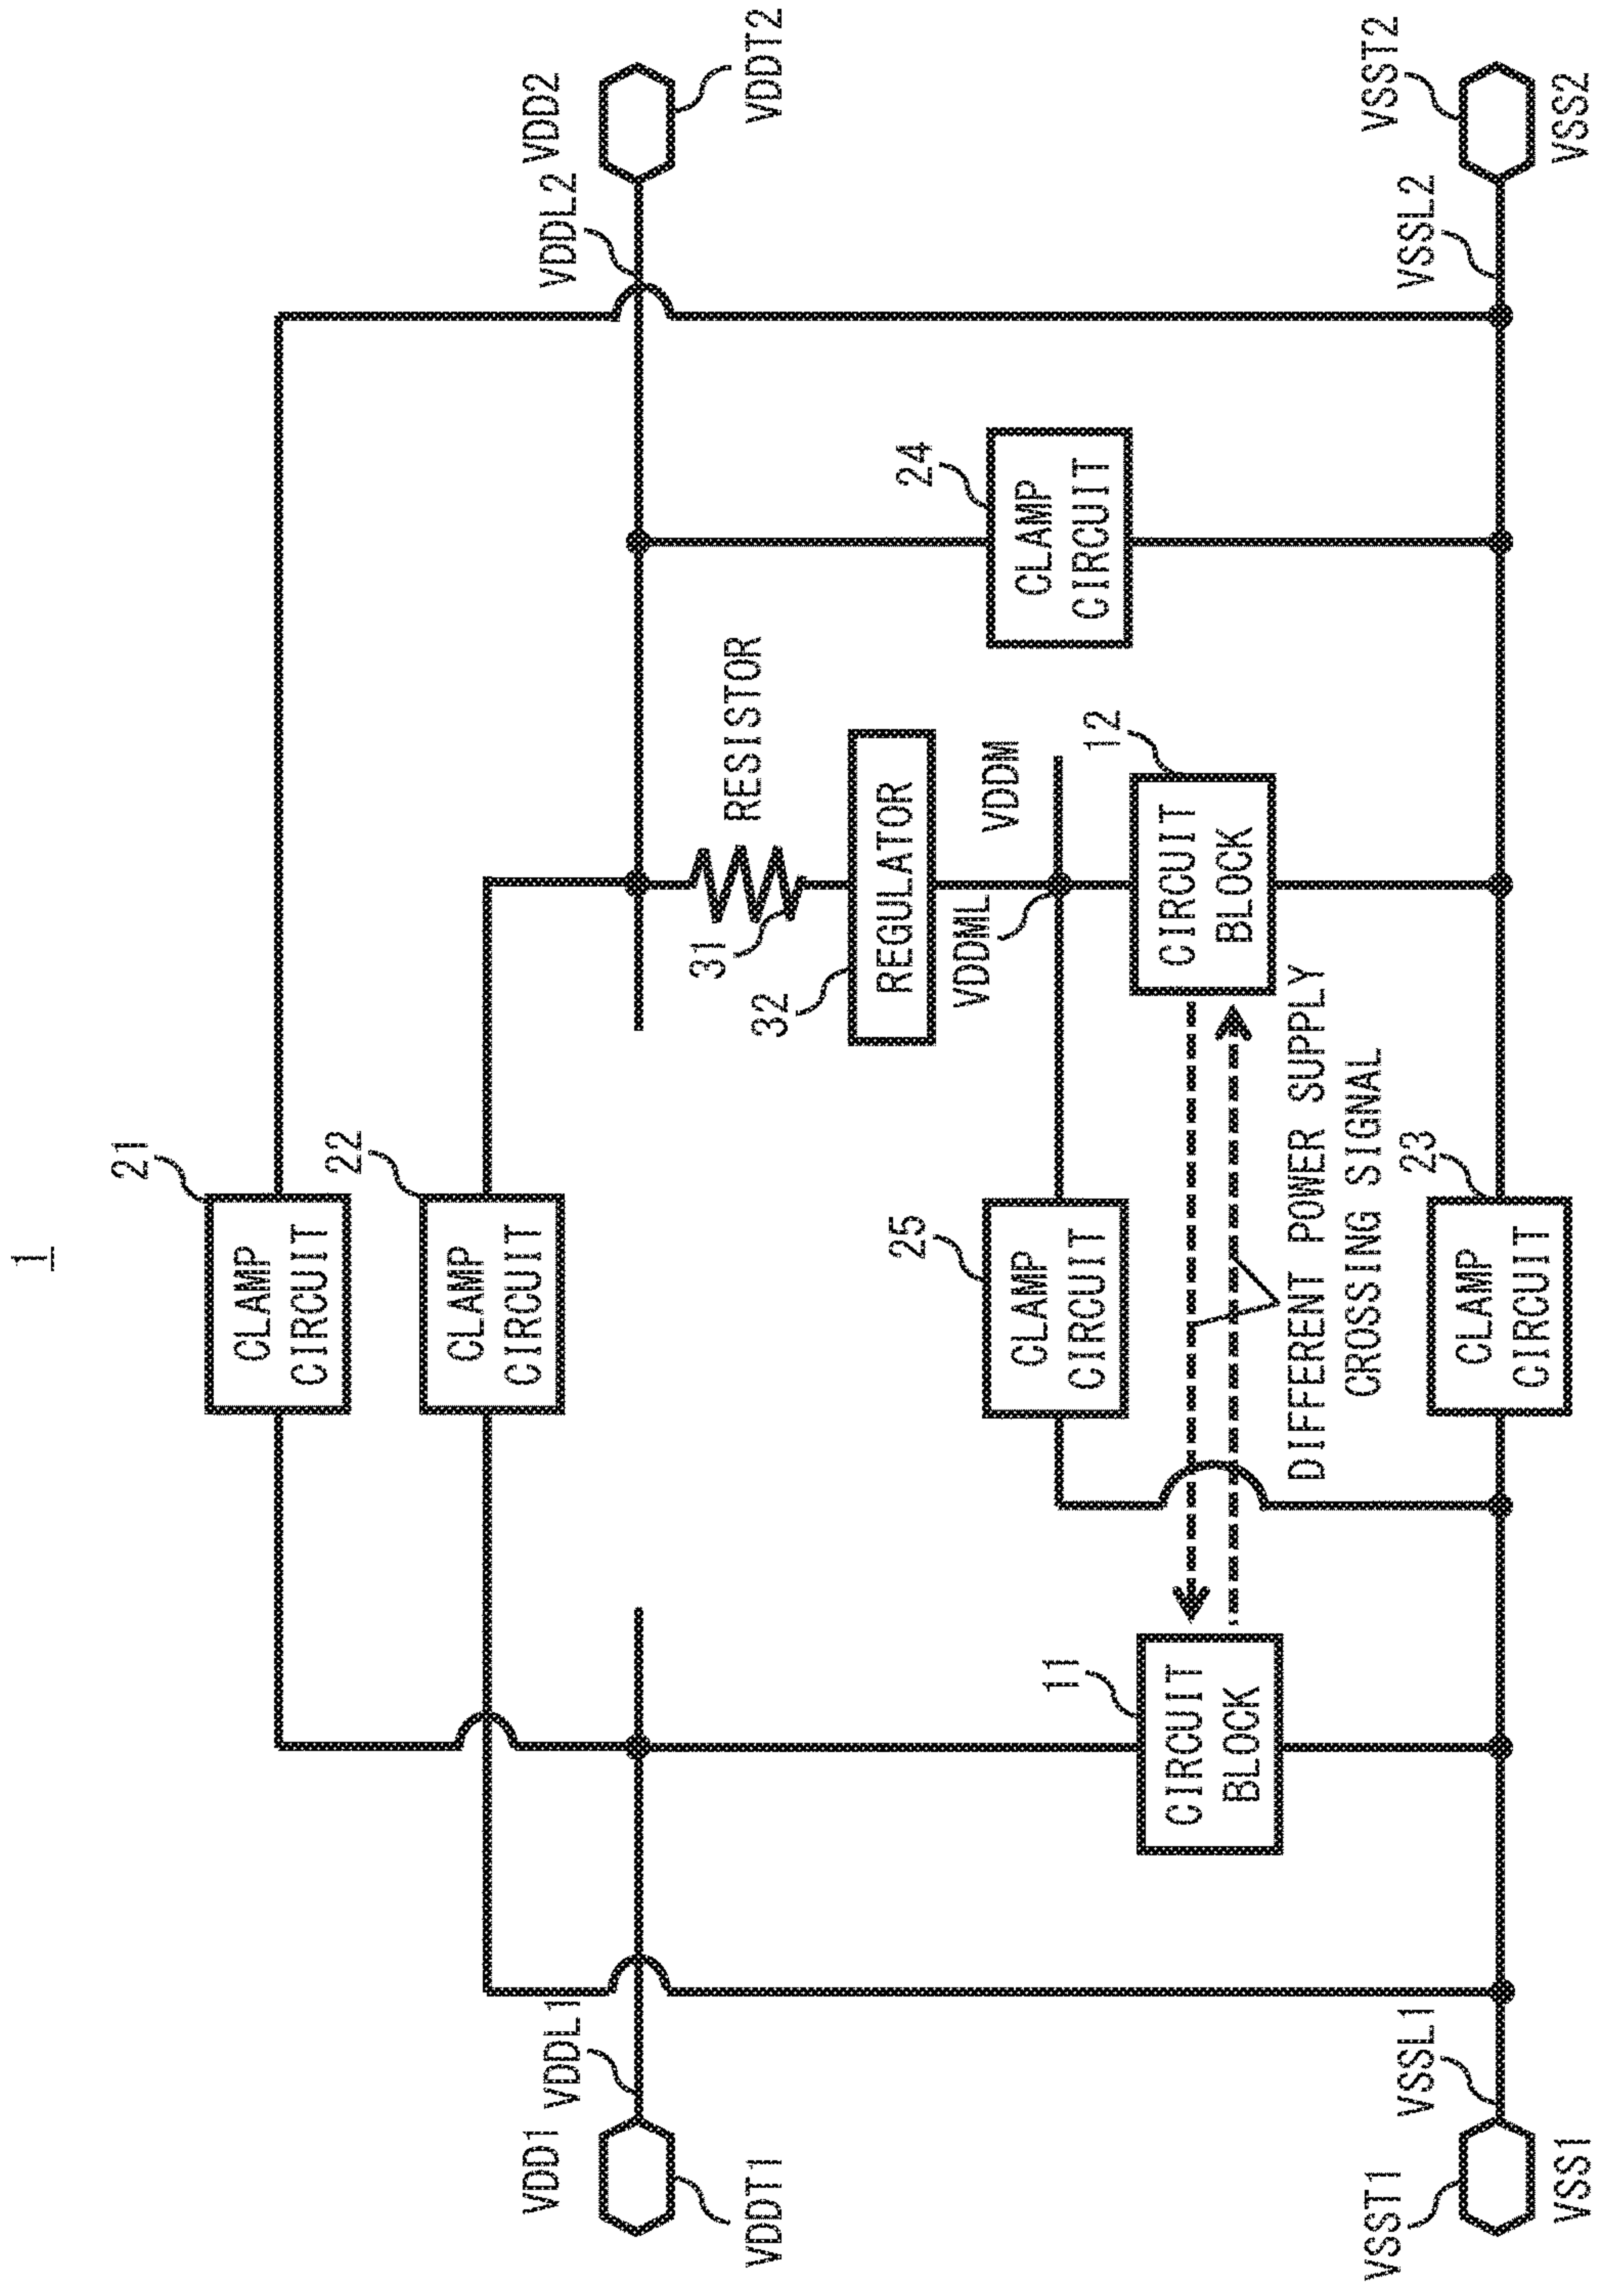 1
21
CLAMP
CIRCUIT
22
CLAMP
CIRCUIT
VDD1
VDDL1
VDDT1
VDD2
VDDL2
VDDT2
31
RESISTOR
32
REGULATOR
VDDML
VDDM
24
CLAMP
CIRCUIT
25
CLAMP
CIRCUIT
11
CIRCUIT
BLOCK
12
CIRCUIT
BLOCK
DIFFERENT POWER SUPPLY
CROSSING SIGNAL
23
CLAMP
CIRCUIT
VSST1
VSSL1
VSS1
VSST2
VSSL2
VSS2